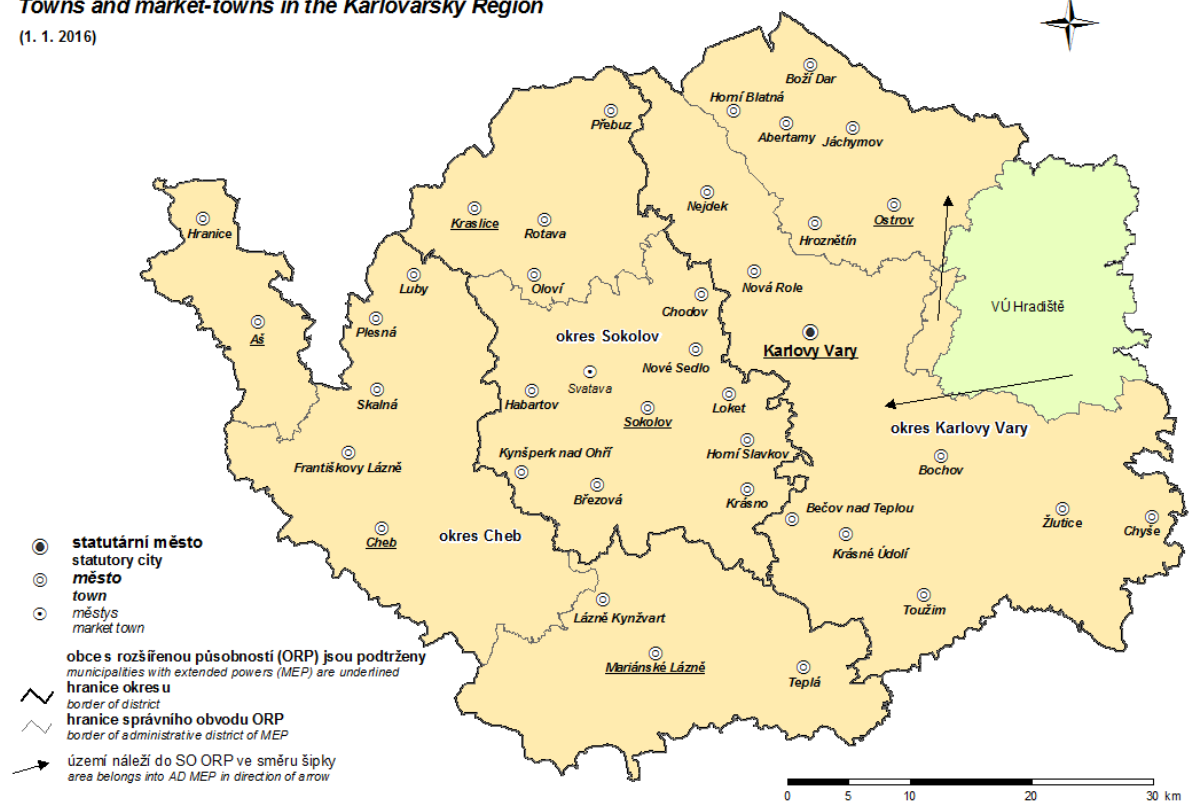 Towns and market-towns in the Karlovarský Region
(1. 1. 2016)
Boží Dar
Horní Blatná
Přebuz
Abertamy
Jáchymov
Nejdek
Kraslice
Rotava
Hranice
Hroznětín
Ostrov
Luby
Oloví
Nová Role
Chodov
VÚ Hradiště
Plesná
Aš
okres Sokolov
Karlovy Vary
Nové Sedlo
Svatava
Skalná
Habartov
Sokolov
Loket
okres Karlovy Vary
Františkovy Lázně
Kynšperk nad Ohří
Horní Slavkov
Bochov
Březová
Krásno
Bečov nad Teplou
Žlutice
Chyše
Cheb
okres Cheb
Krásné Údolí
Toužim
Lázně Kynžvart
Mariánské Lázně
Teplá
statutární město
statutory city
město
town
městys
market town
obce s rozšířenou působností (ORP) jsou podtrženy
municipalities with extended powers (MEP) are underlined
hranice okresu
border of district
hranice správního obvodu ORP
border of administrative district of MEP
území náleží do SO ORP ve směru šipky
area belongs into AD MEP in direction of arrow
0 5 10 20 30 km